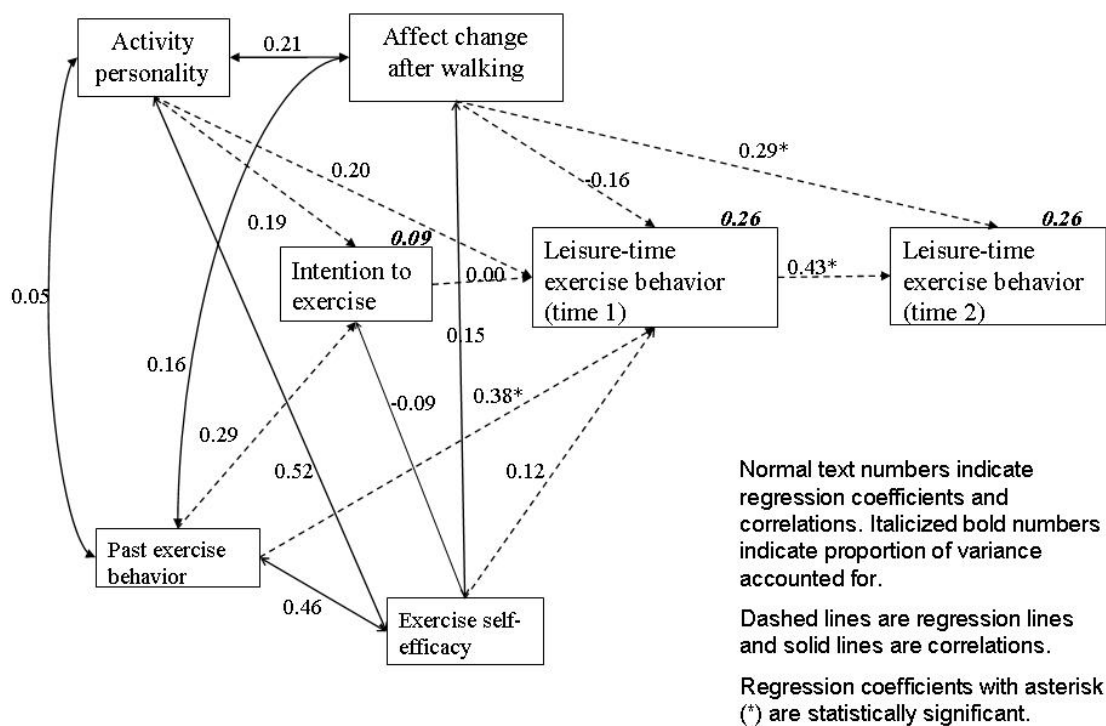 Activity
personality
0.21
Affect change
after walking
0.29*
0.20
-0.16
0.19
0.09
0.26
0.26
Intention to
exercise
0.00
Leisure-time
exercise behavior
(time 1)
0.43*
Leisure-time
exercise behavior
(time 2)
0.05
0.15
0.16
0.38*
-0.09
0.29
0.52
0.12
Past exercise
behavior
0.46
Exercise self-
efficacy
Normal text numbers indicate
regression coefficients and
correlations. Italicized bold numbers
indicate proportion of variance
accounted for.
Dashed lines are regression lines
and solid lines are correlations.
Regression coefficients with asterisk
(*) are statistically significant.